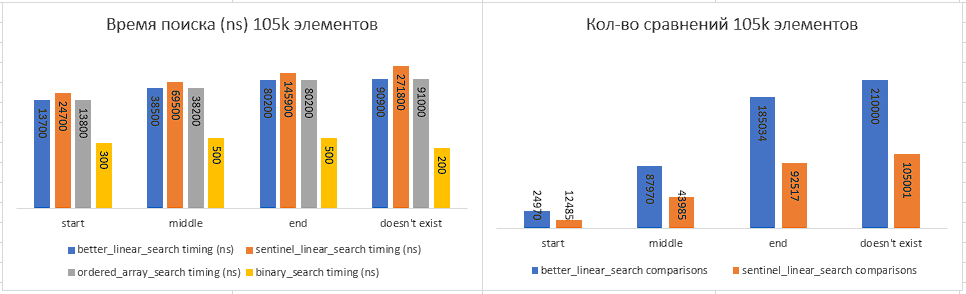 Время поиска (ns) 105k элементов
13700
24700
13800
300
38500
69500
38200
500
80200
145900
80200
500
90900
271800
91000
200
start
middle
end
doesn't exist
better_linear_search timing (ns)
sentinel_linear_search timing (ns)
ordered_array_search timing (ns)
binary_search timing (ns)
Кол-во сравнений 105k элементов
24970
12485
87970
43985
185034
92517
210000
105001
start
middle
end
doesn't exist
better_linear_search comparisons
sentinel_linear_search comparisons